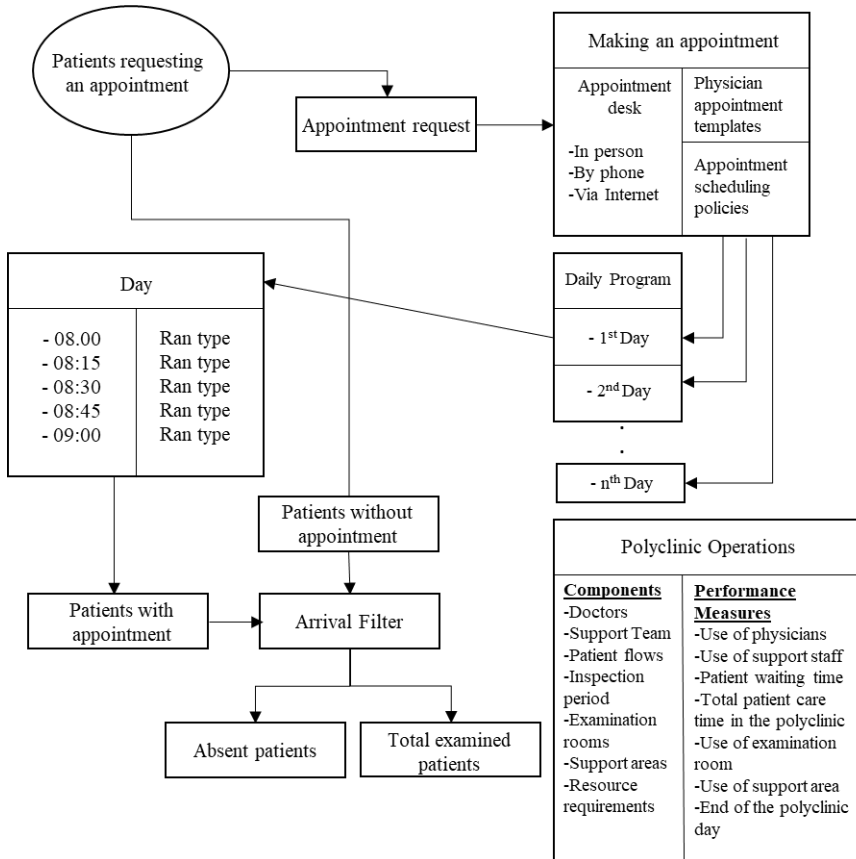 Patients requesting
an appointment
Appointment request
Making an appointment
Appointment
desk
-In person
-By phone
-Via Internet
Physician
appointment
templates
Appointment
scheduling
policies
Daily Program
- 1st Day
- 2nd Day
.
.
- nth Day
Day
- 08.00
- 08:15
- 08:30
- 08:45
- 09:00
Ran type
Ran type
Ran type
Ran type
Ran type
Patients without
appointment
Patients with
appointment
Arrival Filter
Absent patients
Total examined
patients
Polyclinic Operations
Components
-Doctors
-Support Team
-Patient flows
-Inspection
period
-Examination
rooms
-Support areas
-Resource
requirements
Performance
Measures
-Use of physicians
-Use of support staff
-Patient waiting time
-Total patient care
time in the polyclinic
-Use of examination
room
-Use of support area
-End of the polyclinic
day